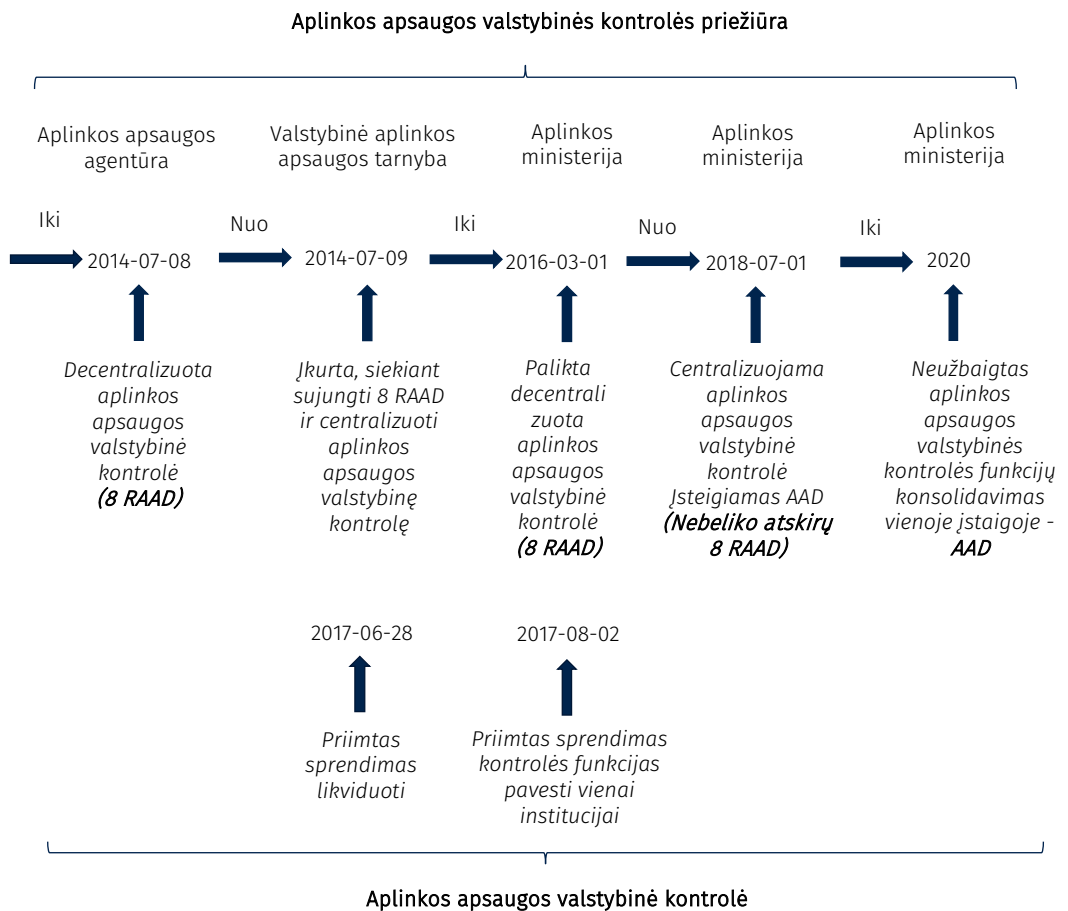 Aplinkos apsaugos valstybinės kontrolės priežiūra
Aplinkos apsaugos
agentūra
Valstybinė aplinkos
apsaugos tarnyba
Aplinkos
ministerija
Aplinkos
ministerija
Aplinkos
ministerija
Iki
Nuo
Iki
Nuo
Iki
2014-07-08
2014-07-09
2016-03-01
2018-07-01
2020
Decentralizuota
aplinkos
apsaugos
valstybinė
kontrolė
(8 RAAD)
Įkurta, siekiant
sujungti 8 RAAD
ir centralizuoti
aplinkos
apsaugos
valstybinę
kontrolę
Palikta
decentrali
zuota
aplinkos
apsaugos
valstybinė
kontrolė
(8 RAAD)
Centralizuojama
aplinkos
apsaugos
valstybinė
kontrolė
Įsteigiamas AAD
(Nebeliko atskirų
8 RAAD)
Neužbaigtas
aplinkos
apsaugos
valstybinės
kontrolės funkcijų
konsolidavimas
vienoje įstaigoje -
AAD
2017-06-28
2017-08-02
Priimtas
sprendimas
likviduoti
Priimtas sprendimas
kontrolės funkcijas
pavesti vienai
institucijai
Aplinkos apsaugos valstybinė kontrolė